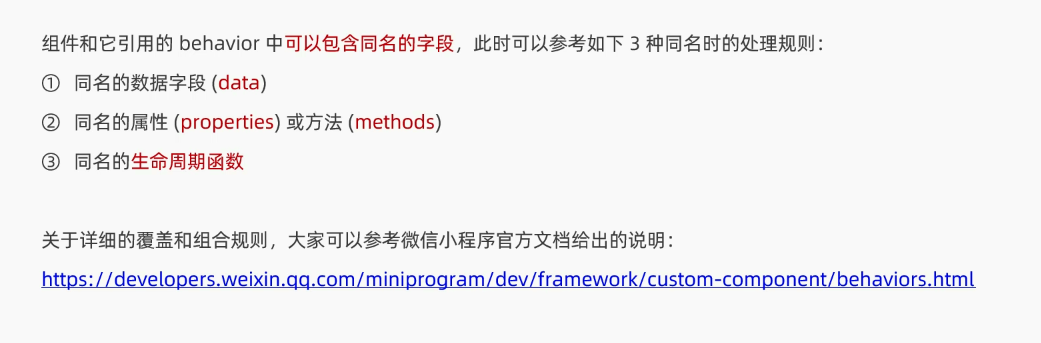 组件和它引用的 behavior 中可以包含同名的字段，此时可以参考如下 3 种同名时的处理规则：
① 同名的数据字段 (data)
② 同名的属性 (properties) 或方法 (methods)
③ 同名的生命周期函数
关于详细的覆盖和组合规则，大家可以参考微信小程序官方文档给出的说明：
https://developers.weixin.qq.com/miniprogram/dev/framework/custom-component/behaviors.html